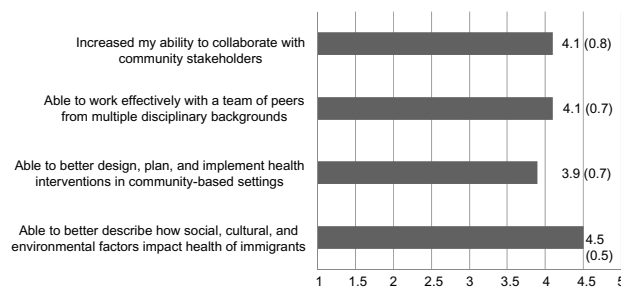 Increased my ability to collaborate with
community stakeholders
4.1 (0.8)
Able to work effectively with a team of peers
from multiple disciplinary backgrounds
4.1 (0.7)
Able to better design, plan, and implement health
interventions in community-based settings
3.9 (0.7)
Able to better describe how social, cultural, and
environmental factors impact health of immigrants
4.5
(0.5)
1 1.5 2 2.5 3 3.5 4 4.5 5